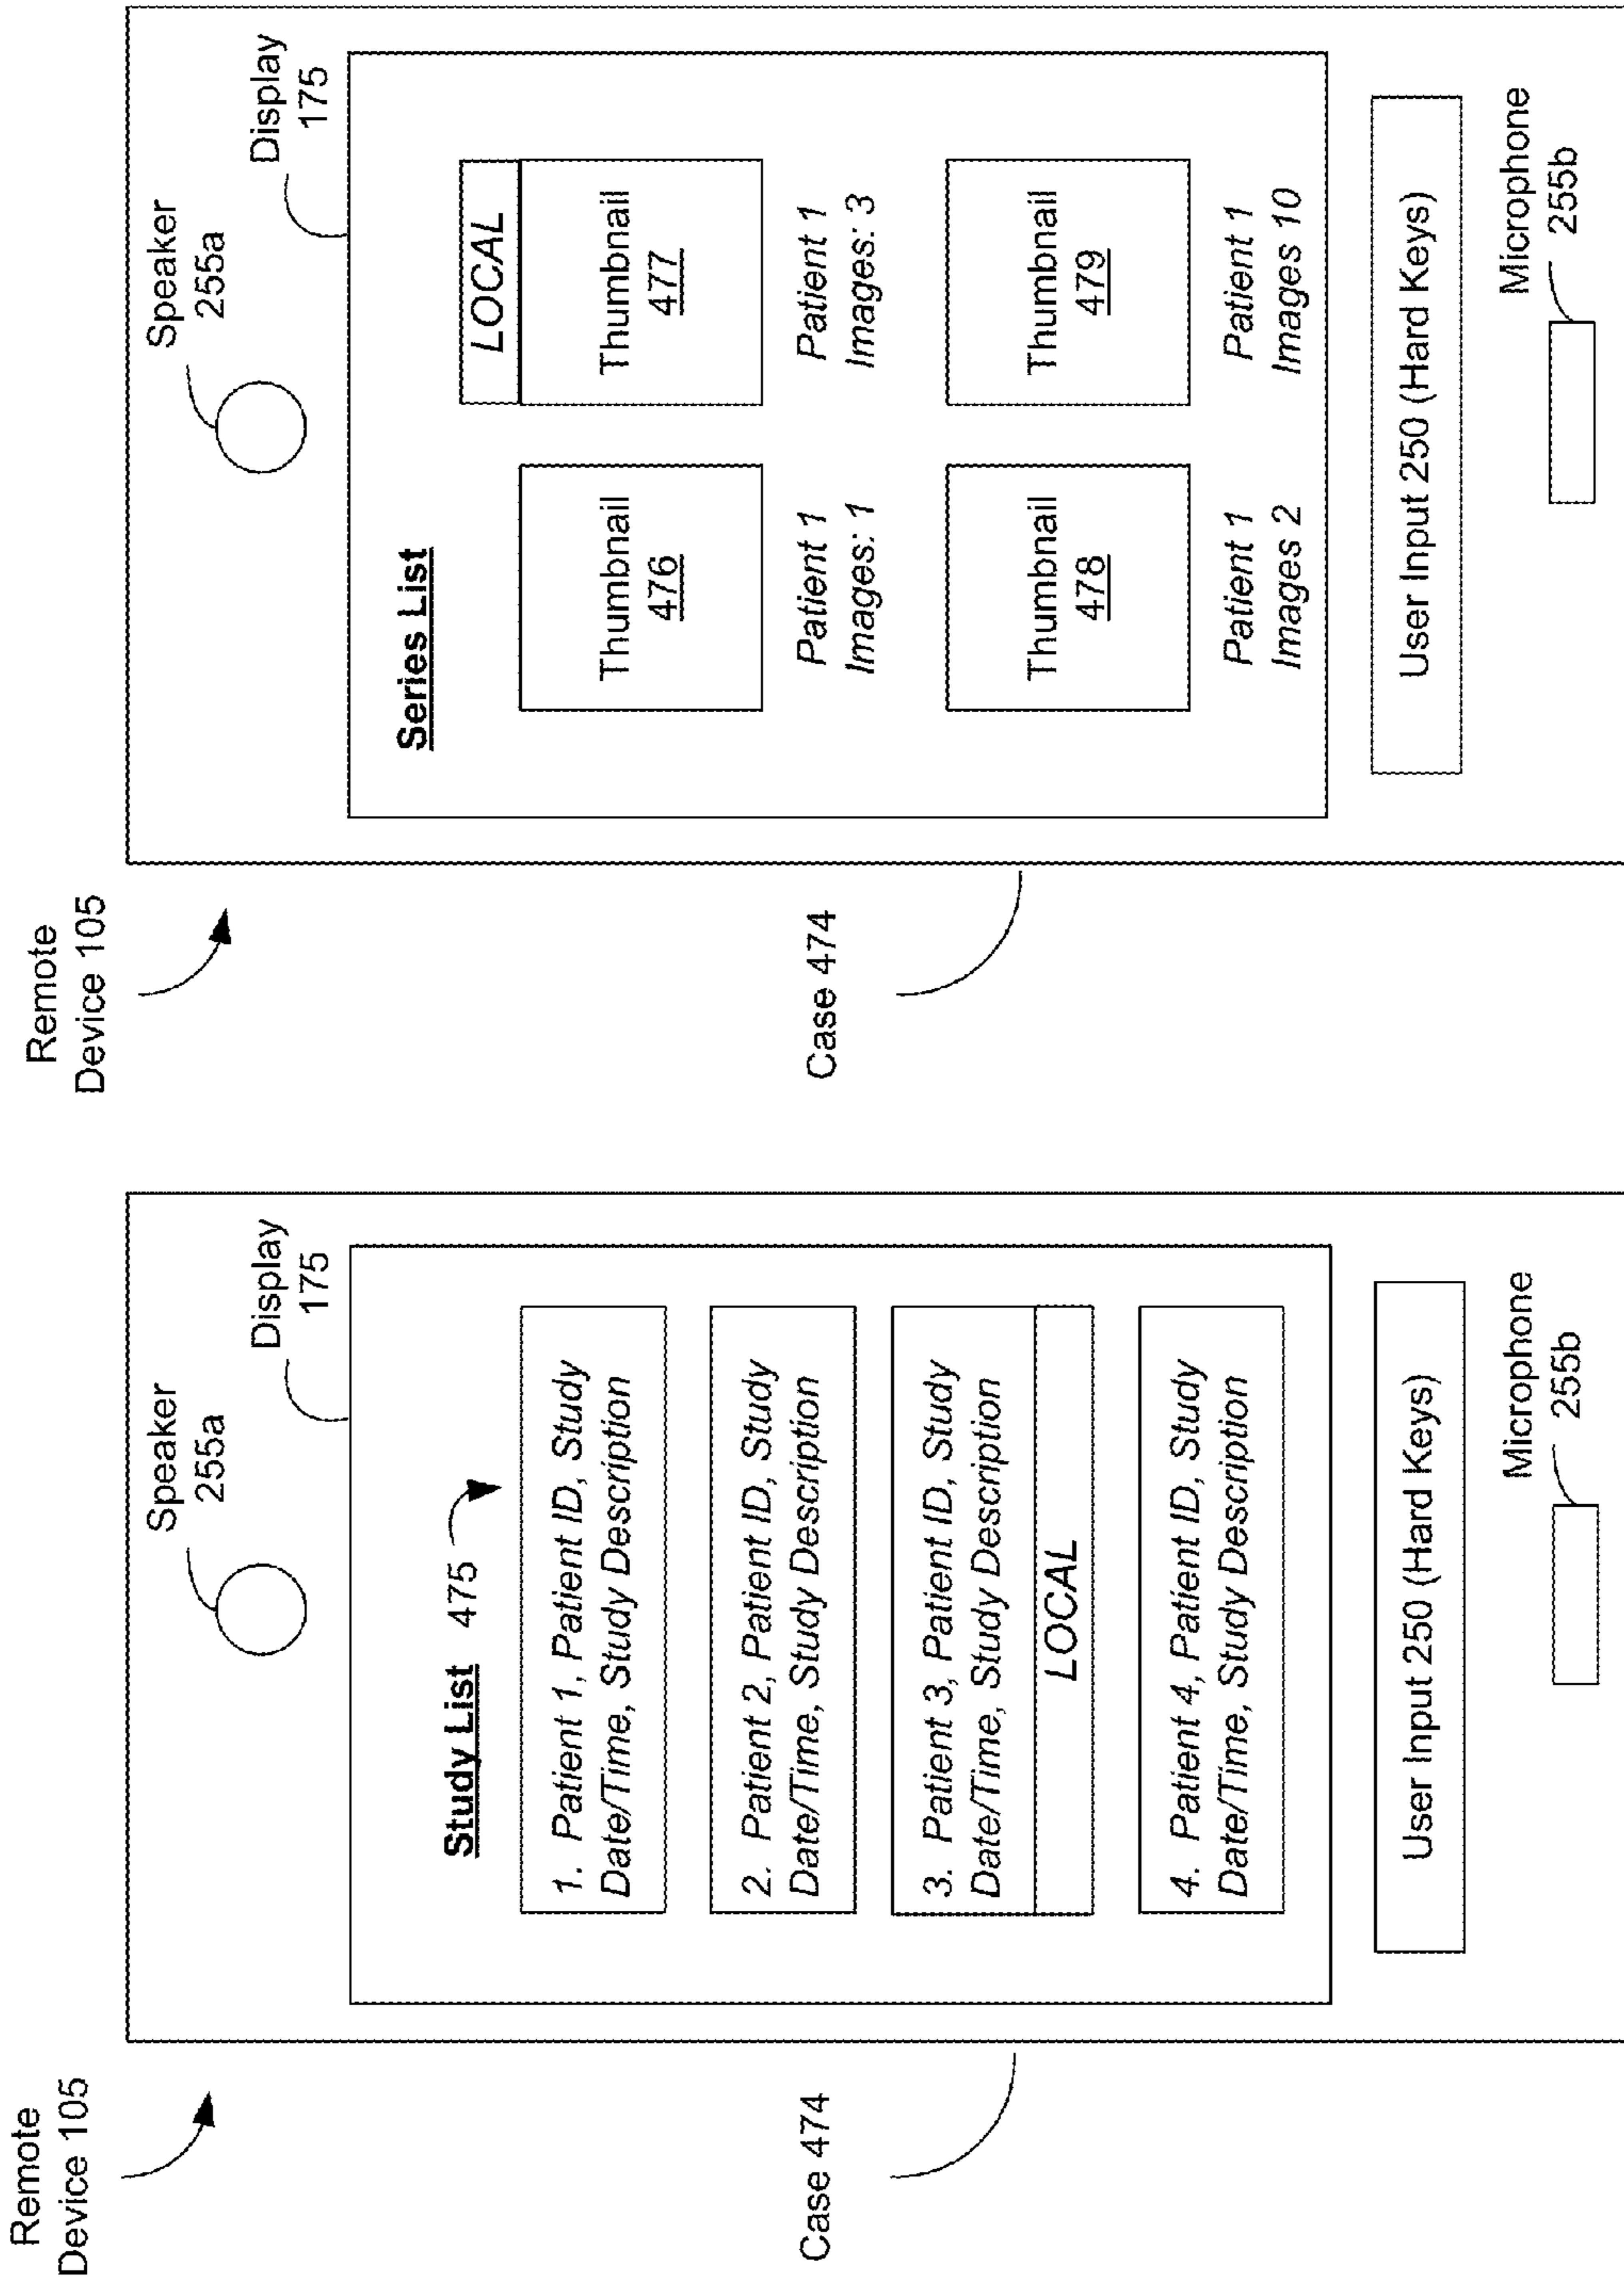 Remote
Device 105
Speaker
255a
Display
175
Study List 475
1. Patient 1, Patient ID, Study
Date/Time, Study Description
2. Patient 2, Patient ID, Study
Date/Time, Study Description
3. Patient 3, Patient ID, Study
Date/Time, Study Description
LOCAL
4. Patient 4, Patient ID, Study
Date/Time, Study Description
Case 474
User Input 250 (Hard Keys)
Microphone
255b
Remote
Device 105
Speaker
255a
Display
175
Series List
LOCAL
Thumbnail
476
Thumbnail
477
Patient 1
Images: 1
Patient 1
Images: 3
Thumbnail
478
Thumbnail
479
Patient 1
Images 2
Patient 1
Images 10
Case 474
User Input 250 (Hard Keys)
Microphone
255b